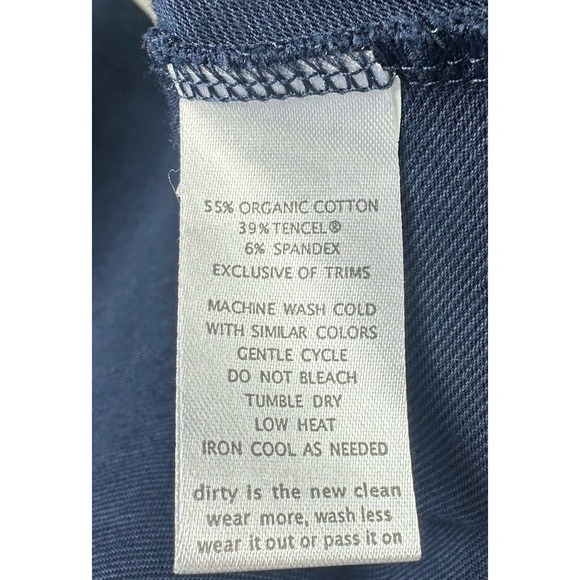 55% ORGANIC COTTON
39% TENCEL®
6% SPANDEX
EXCLUSIVE OF TRIMS
MACHINE WASH COLD
WITH SIMILAR COLORS
GENTLE CYCLE
DO NOT BLEACH
TUMBLE DRY
LOW HEAT
IRON COOL AS NEEDED
dirty is the new clean
wear more, wash less
wear it out or pass it on